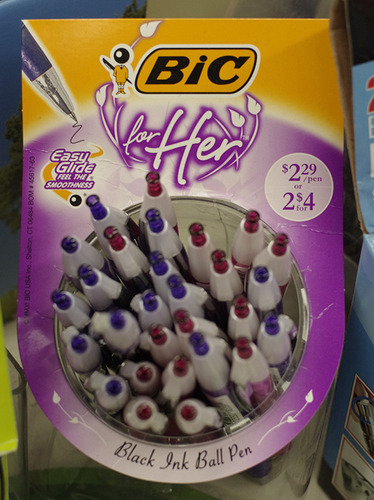 BiC
for Her
Easy
Glide
FEEL THE
SMOOTHNESS
$2.29
/pen
or
2 for $4
Black Ink Ball Pen